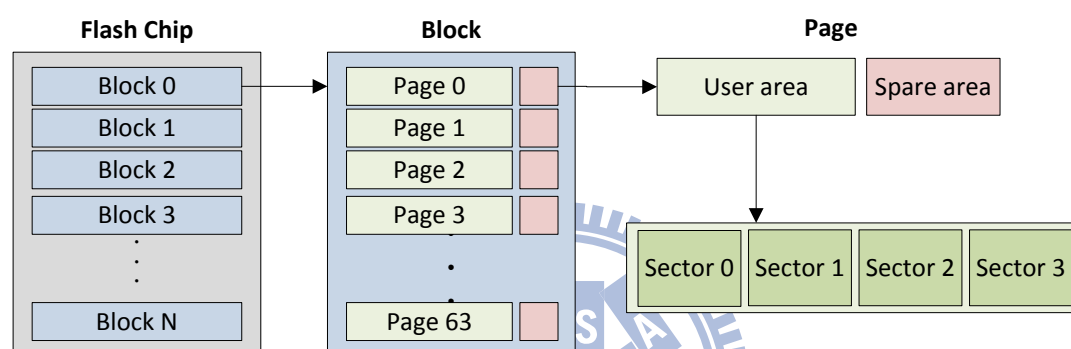 Flash Chip
Block 0
Block 1
Block 2
Block 3
Block N
Block
Page 0
Page 1
Page 2
Page 3
Page 63
Page
User area
Spare area
Sector 0
Sector 1
Sector 2
Sector 3
S
A